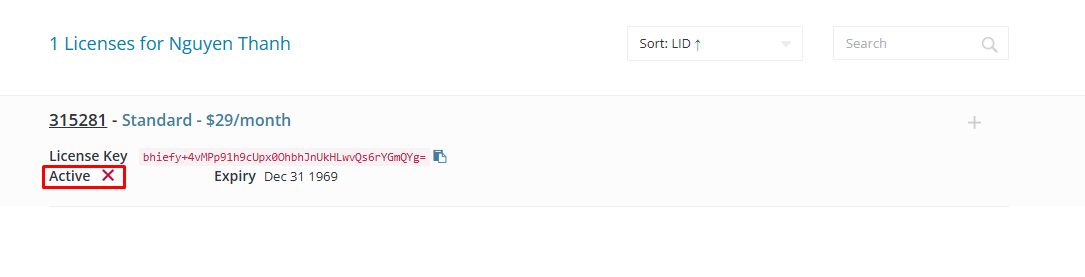 1 Licenses for Nguyen Thanh
Sort: LID ↑
Search
315281 - Standard - $29/month
License Key bhiefy+4vMPp91h9cUpx0OhbhJnUkHLwvQs6rYGmQYg=
Active Expiry Dec 31 1969